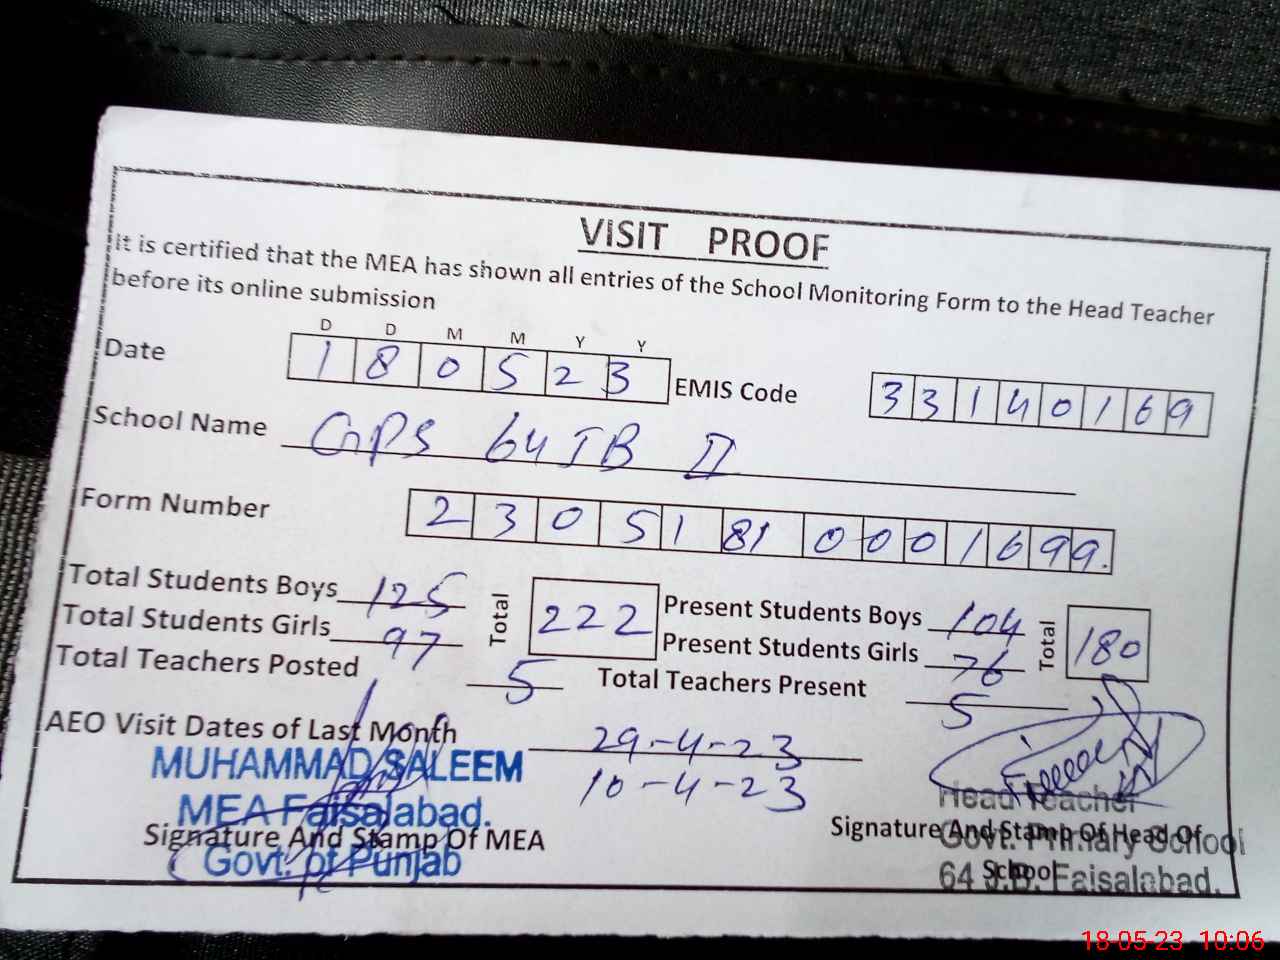 VISIT PROOF
It is certified that the MEA has shown all entries of the School Monitoring Form to the Head Teacher
before its online submission
D D M M Y Y
Date 1 8 0 5 2 3 EMIS Code 3 3 1 4 0 1 6 9
School Name GPS 64 JB II
Form Number 2 3 0 5 1 81 0 0 0 1 6 9 9.
Total Students Boys 125 Total 222 Present Students Boys 104 Total 180
Total Students Girls 97 Present Students Girls 76
Total Teachers Posted 5 Total Teachers Present 5
AEO Visit Dates of Last Month 29-4-23
10-4-23
MUHAMMAD SALEEM
MEA Faisalabad.
Govt. of Punjab
Signature And Stamp Of MEA
Head Teacher
Govt. Primary School
64 J.B. Faisalabad.
Signature And Stamp Of Head Of
School
18-05-23 10:06